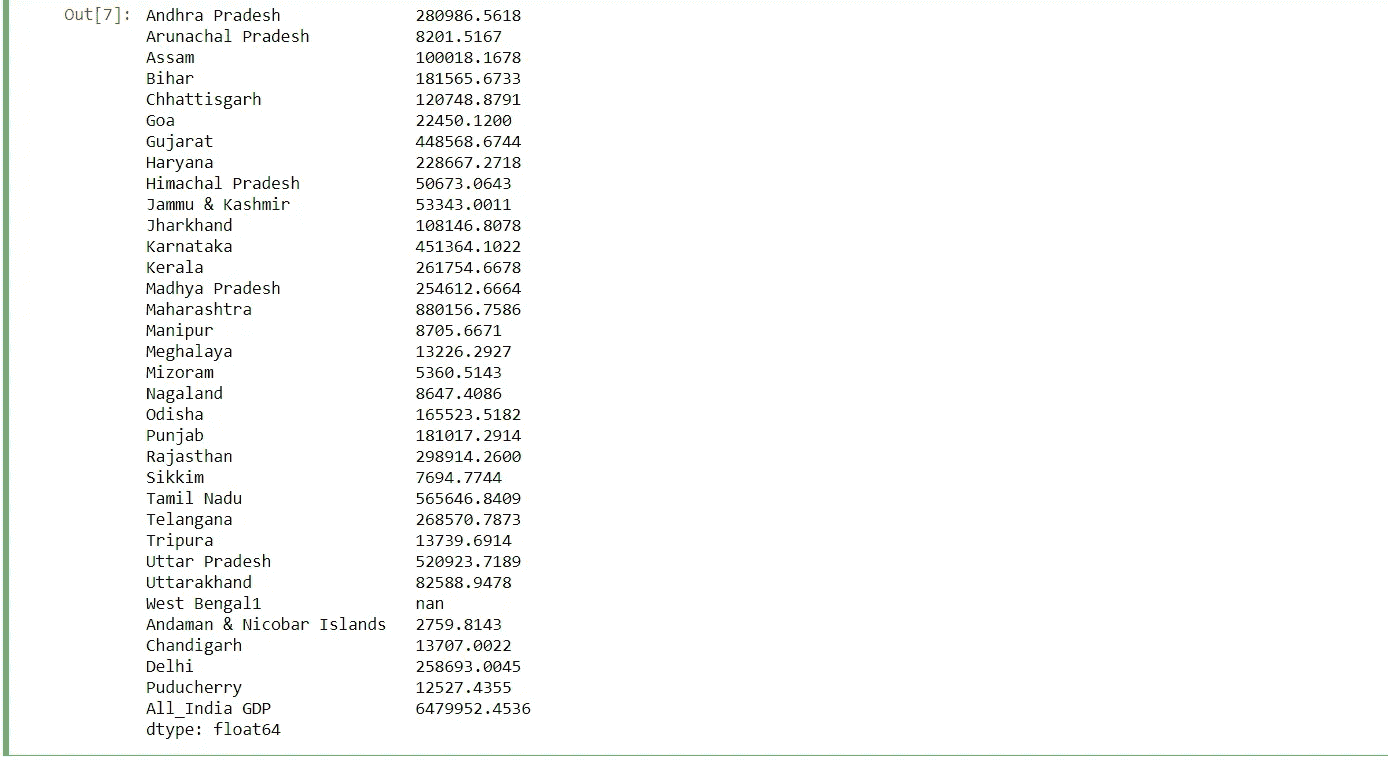 Out[7]: Andhra Pradesh 280986.5618
Arunachal Pradesh 8201.5167
Assam 100018.1678
Bihar 181565.6733
Chhattisgarh 120748.8791
Goa 22450.1200
Gujarat 448568.6744
Haryana 228667.2718
Himachal Pradesh 50673.0643
Jammu & Kashmir 53343.0011
Jharkhand 108146.8078
Karnataka 451364.1022
Kerala 261754.6678
Madhya Pradesh 254612.6664
Maharashtra 880156.7586
Manipur 8705.6671
Meghalaya 13226.2927
Mizoram 5360.5143
Nagaland 8647.4086
Odisha 165523.5182
Punjab 181017.2914
Rajasthan 298914.2600
Sikkim 7694.7744
Tamil Nadu 565646.8409
Telangana 268570.7873
Tripura 13739.6914
Uttar Pradesh 520923.7189
Uttarakhand 82588.9478
West Bengal1 nan
Andaman & Nicobar Islands 2759.8143
Chandigarh 13707.0022
Delhi 258693.0045
Puducherry 12527.4355
All_India GDP 6479952.4536
dtype: float64